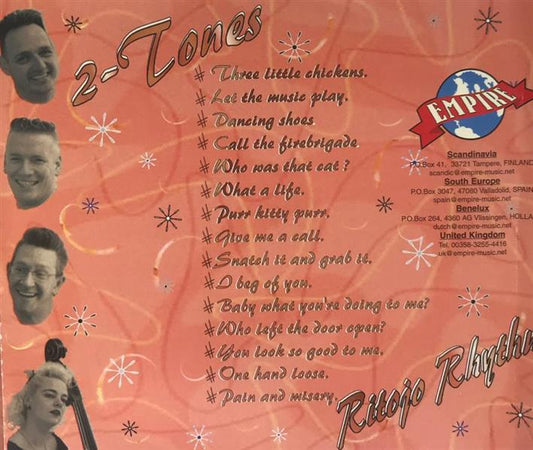 2-Tones
# Three little chickens.
# Let the music play.
# Dancing shoes
# Call the firebrigade.
# Who was that cat ?
# What a life.
# Purr kitty purr.
# Give me a call.
# Snatch it and grab it.
# I beg of you.
# Baby what you're doing to me?
# Who left the door open?
# You look so good to me.
# One hand loose.
# Pain and misery.
EMPIRE
Scandinavia
P.O.Box 41, 33721 Tampere, FINLAND
scandic@empire-music.net
South Europe
P.O.Box 3047, 47080 Valladolid, SPAIN
spain@empire-music.net
Benelux
P.O.Box 264, 4360 AG Vlissingen, HOLLA
dutch@empire-music.net
United Kingdom
Tel. 00358-3255-4416
uk@empire-music.net
Ritojo Rhythm